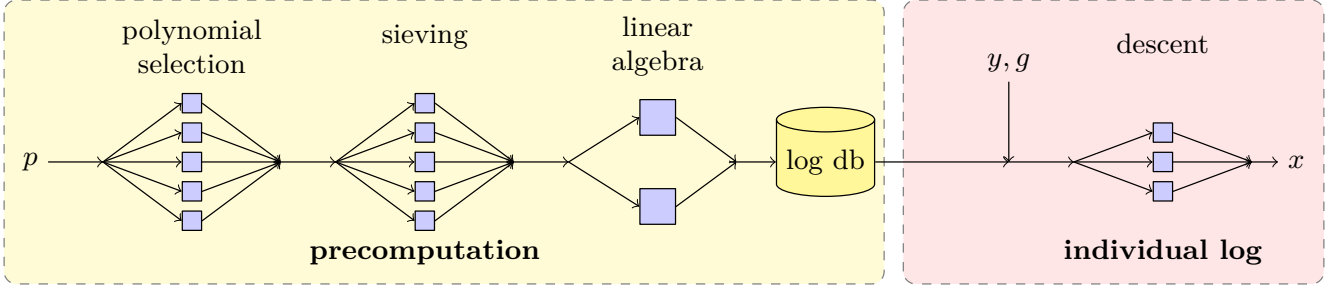 polynomial
selection
sieving
linear
algebra
p
log db
precomputation
y, g
descent
x
individual log